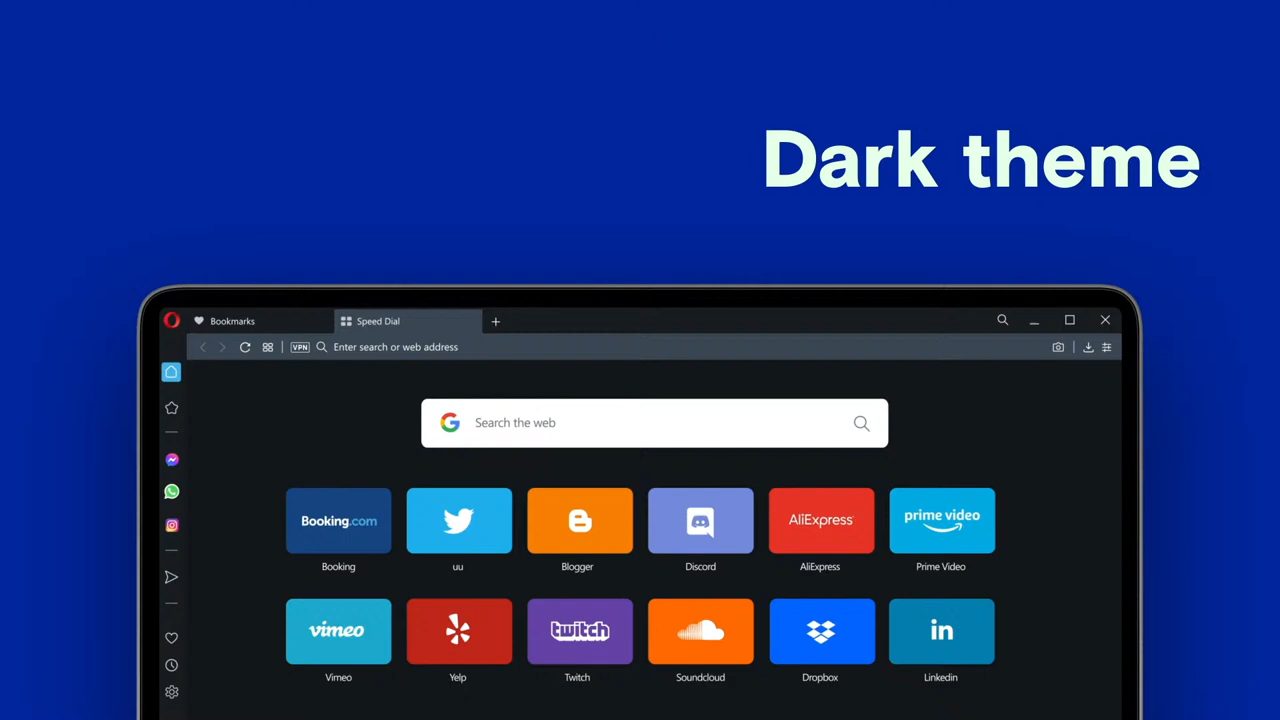 Dark theme
Bookmarks
Speed Dial
VPN
Enter search or web address
Search the web
Booking.com
AliExpress
prime video
Booking
uu
Blogger
Discord
AliExpress
Prime Video
vimeo
twitch
in
Vimeo
Yelp
Twitch
Soundcloud
Dropbox
Linkedin